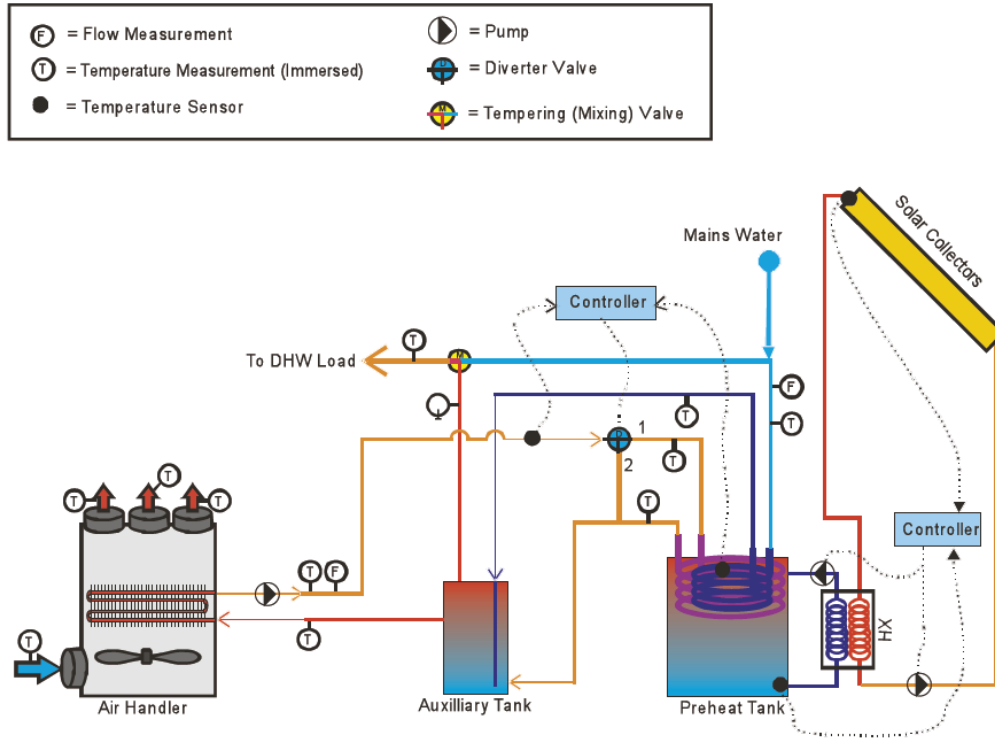 F = Flow Measurement
T = Temperature Measurement (Immersed)
= Temperature Sensor
= Pump
D = Diverter Valve
M = Tempering (Mixing) Valve
Solar Collectors
Mains Water
Controller
T
To DHW Load
M
F
T
T
D 1
2
T
T
T T T
T F
Controller
T
T
HX
Air Handler
Auxilliary Tank
Preheat Tank